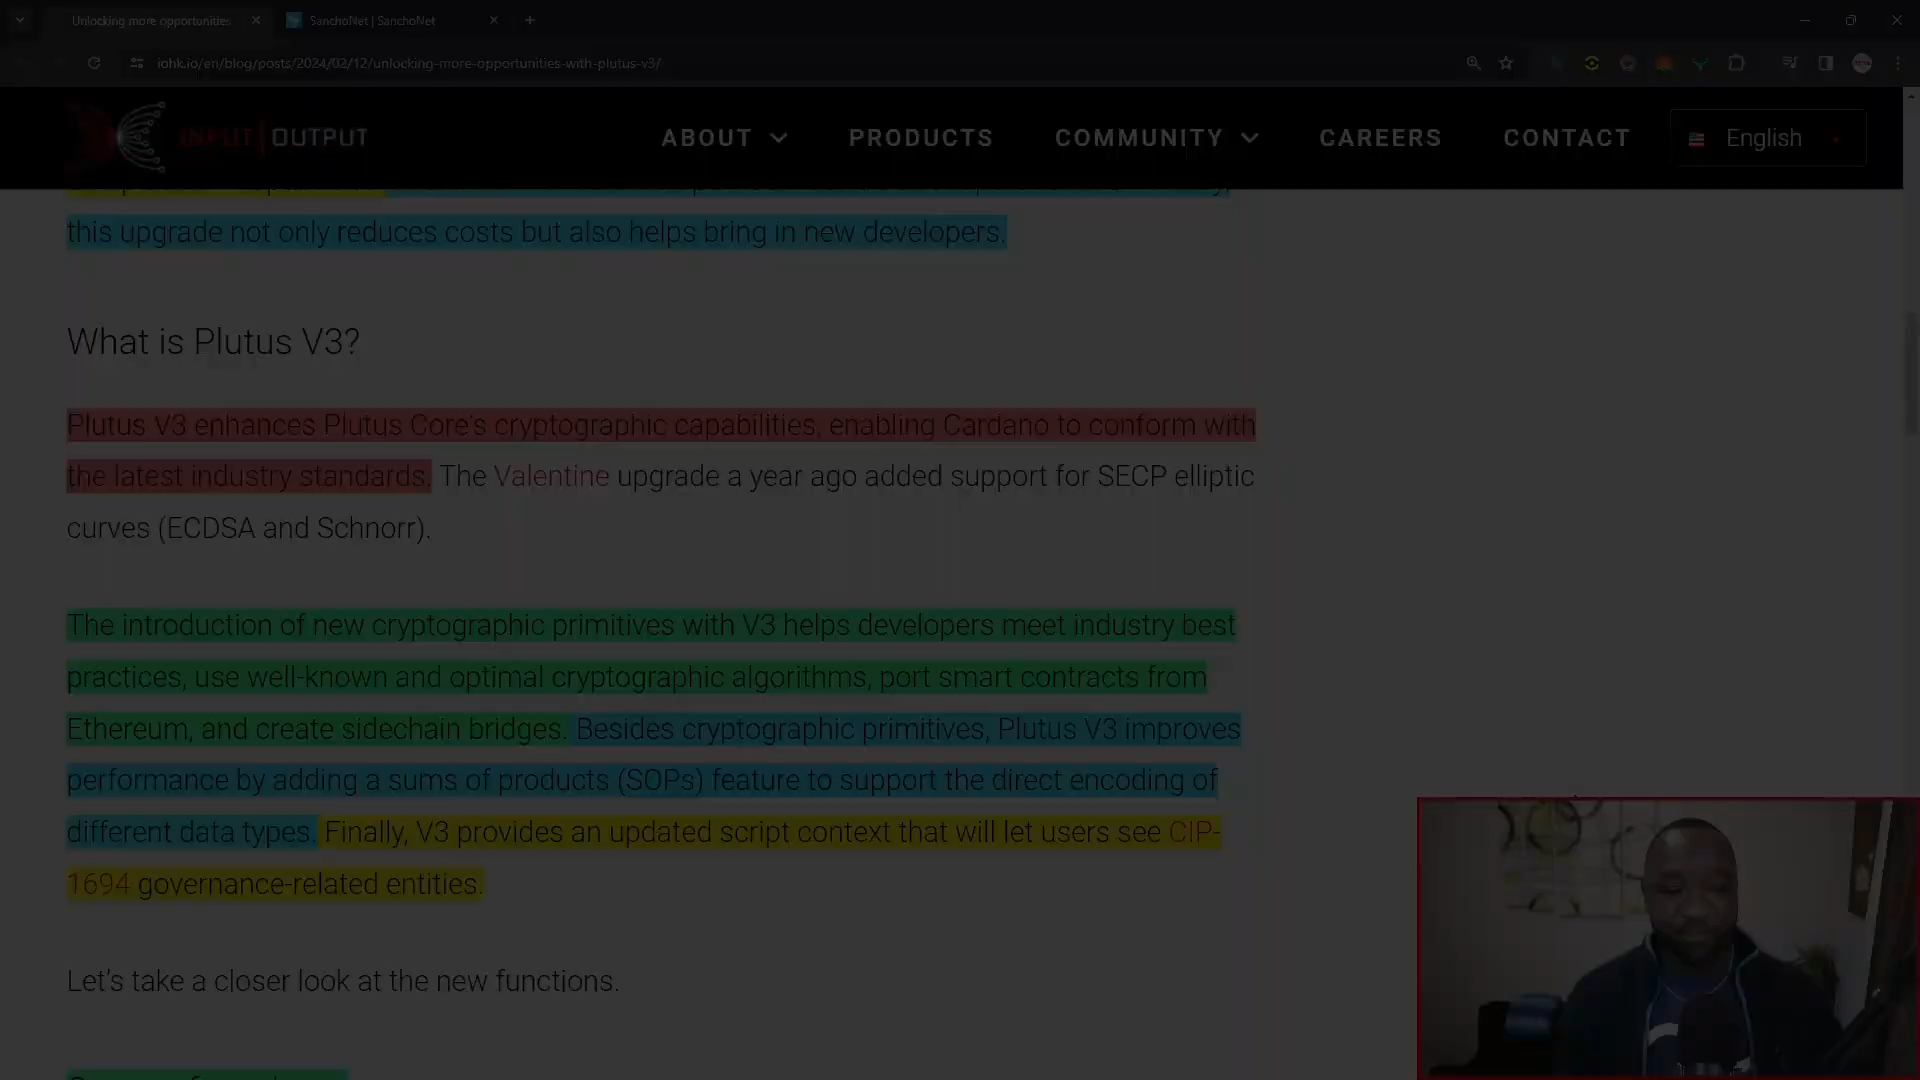 Unlocking more opportunities
SanchoNet | SanchoNet
iohk.io/en/blog/posts/2024/02/12/unlocking-more-opportunities-with-plutus-v3/
INPUT | OUTPUT
ABOUT
PRODUCTS
COMMUNITY
CAREERS
CONTACT
English
this upgrade not only reduces costs but also helps bring in new developers.
What is Plutus V3?
Plutus V3 enhances Plutus Core's cryptographic capabilities, enabling Cardano to conform with
the latest industry standards. The Valentine upgrade a year ago added support for SECP elliptic
curves (ECDSA and Schnorr).
The introduction of new cryptographic primitives with V3 helps developers meet industry best
practices, use well-known and optimal cryptographic algorithms, port smart contracts from
Ethereum, and create sidechain bridges. Besides cryptographic primitives, Plutus V3 improves
performance by adding a sums of products (SOPs) feature to support the direct encoding of
different data types. Finally, V3 provides an updated script context that will let users see CIP-
1694 governance-related entities.
Let's take a closer look at the new functions.